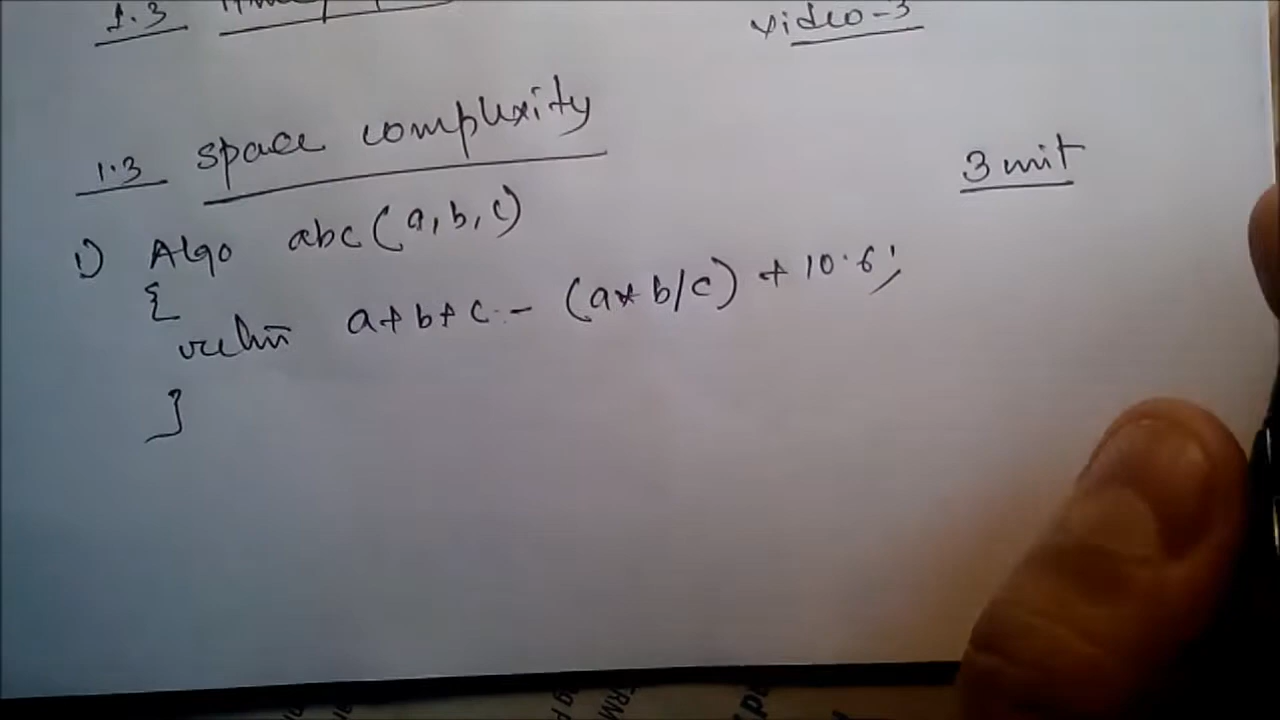 1.3
video-3
1.3 space complexity
3 unit
1) Algo abc(a, b, c)
{
return a+b+c - (a* b/c) + 10.6;
}